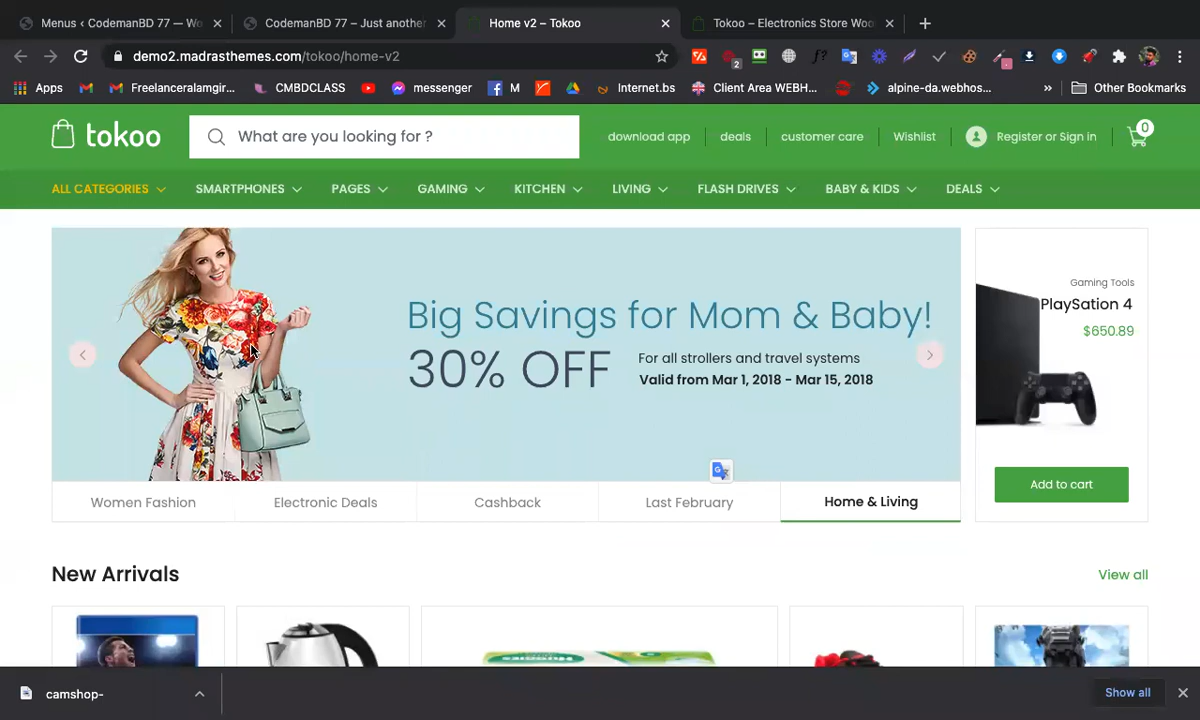 Menus ‹ CodemanBD 77 — Wo
CodemanBD 77 – Just another
Home v2 – Tokoo
Tokoo – Electronics Store Woo
demo2.madrasthemes.com/tokoo/home-v2
2
Apps
Freelanceralamgir...
CMBDCLASS
messenger
M
Internet.bs
Client Area WEBH...
alpine-da.webhos...
»
Other Bookmarks
tokoo
What are you looking for ?
download app
deals
customer care
Wishlist
Register or Sign in
0
ALL CATEGORIES
SMARTPHONES
PAGES
GAMING
KITCHEN
LIVING
FLASH DRIVES
BABY & KIDS
DEALS
Big Savings for Mom & Baby!
30% OFF
For all strollers and travel systems
Valid from Mar 1, 2018 - Mar 15, 2018
Gaming Tools
PlaySation 4
$650.89
Add to cart
Women Fashion
Electronic Deals
Cashback
Last February
Home & Living
New Arrivals
View all
camshop-
Show all